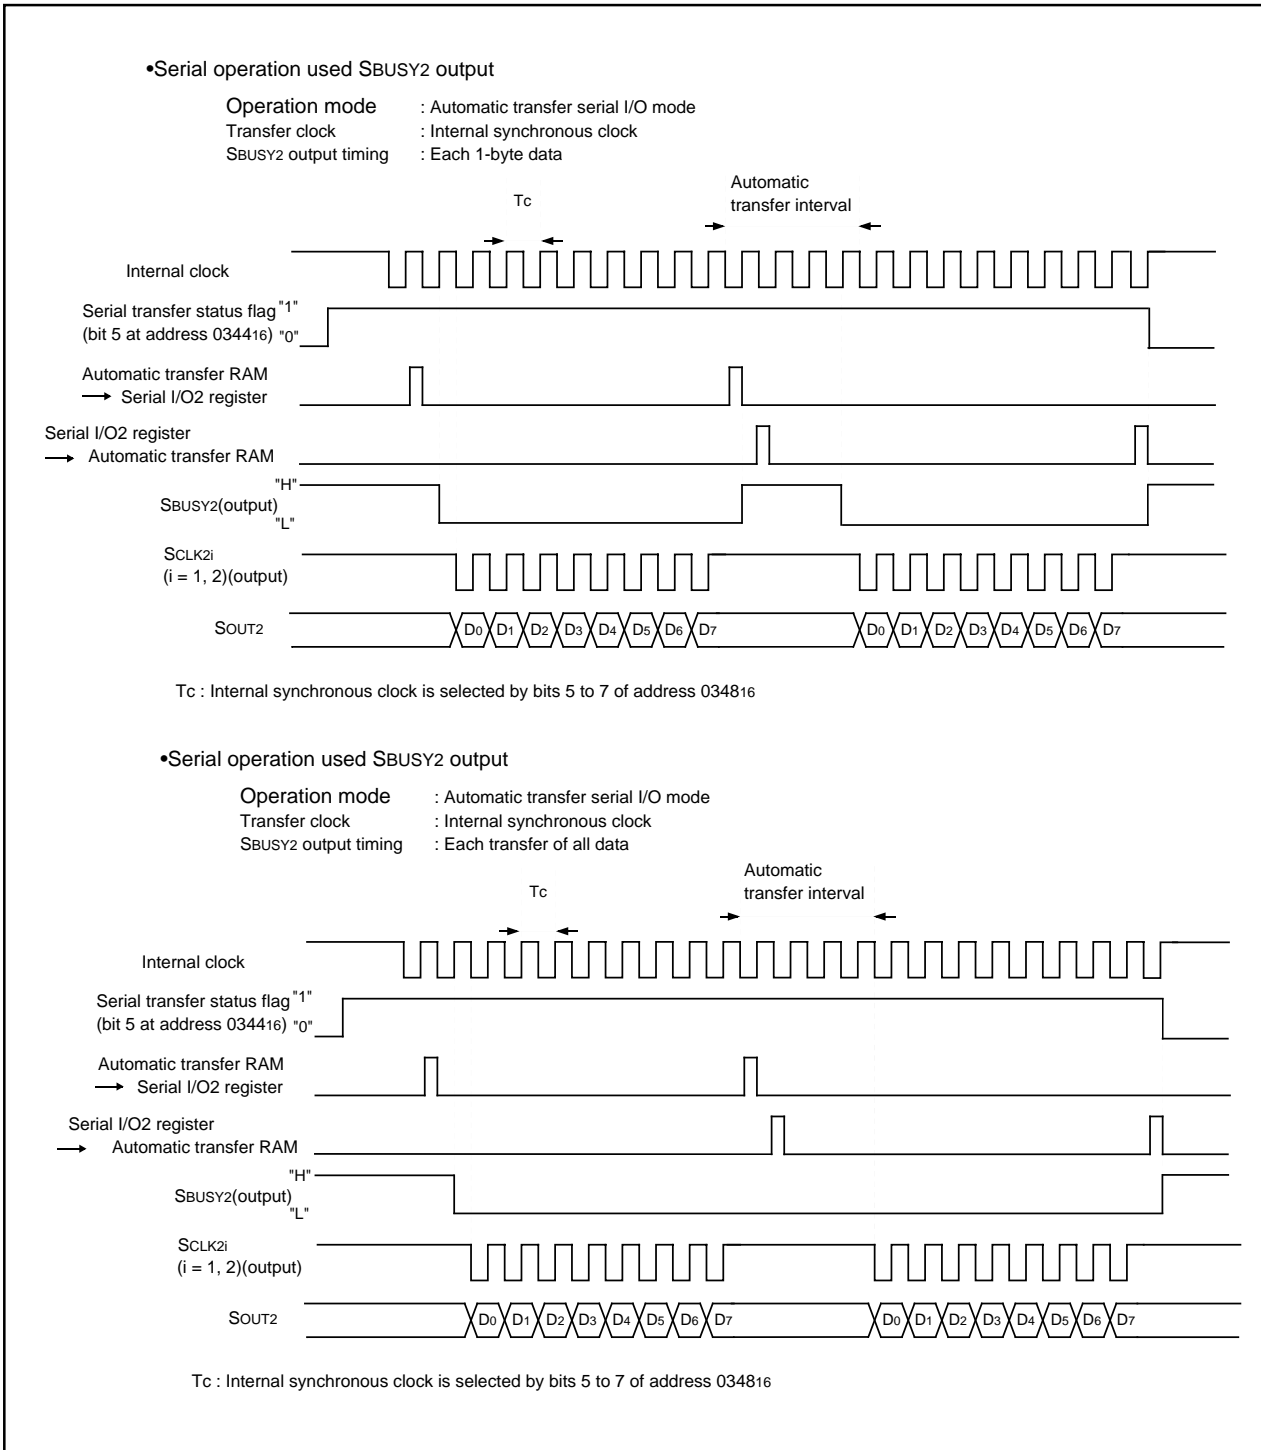 •Serial operation used SBUSY2 output
Operation mode : Automatic transfer serial I/O mode
Transfer clock : Internal synchronous clock
SBUSY2 output timing : Each 1-byte data
Tc
Automatic
transfer interval
Internal clock
Serial transfer status flag "1"
(bit 5 at address 034416) "0"
Automatic transfer RAM
→ Serial I/O2 register
Serial I/O2 register
→ Automatic transfer RAM
"H"
SBUSY2(output)
"L"
SCLK2i
(i = 1, 2)(output)
SOUT2 D0 D1 D2 D3 D4 D5 D6 D7 D0 D1 D2 D3 D4 D5 D6 D7
Tc : Internal synchronous clock is selected by bits 5 to 7 of address 034816
•Serial operation used SBUSY2 output
Operation mode : Automatic transfer serial I/O mode
Transfer clock : Internal synchronous clock
SBUSY2 output timing : Each transfer of all data
Tc
Automatic
transfer interval
Internal clock
Serial transfer status flag "1"
(bit 5 at address 034416) "0"
Automatic transfer RAM
→ Serial I/O2 register
Serial I/O2 register
→ Automatic transfer RAM
"H"
SBUSY2(output)
"L"
SCLK2i
(i = 1, 2)(output)
SOUT2 D0 D1 D2 D3 D4 D5 D6 D7 D0 D1 D2 D3 D4 D5 D6 D7
Tc : Internal synchronous clock is selected by bits 5 to 7 of address 034816